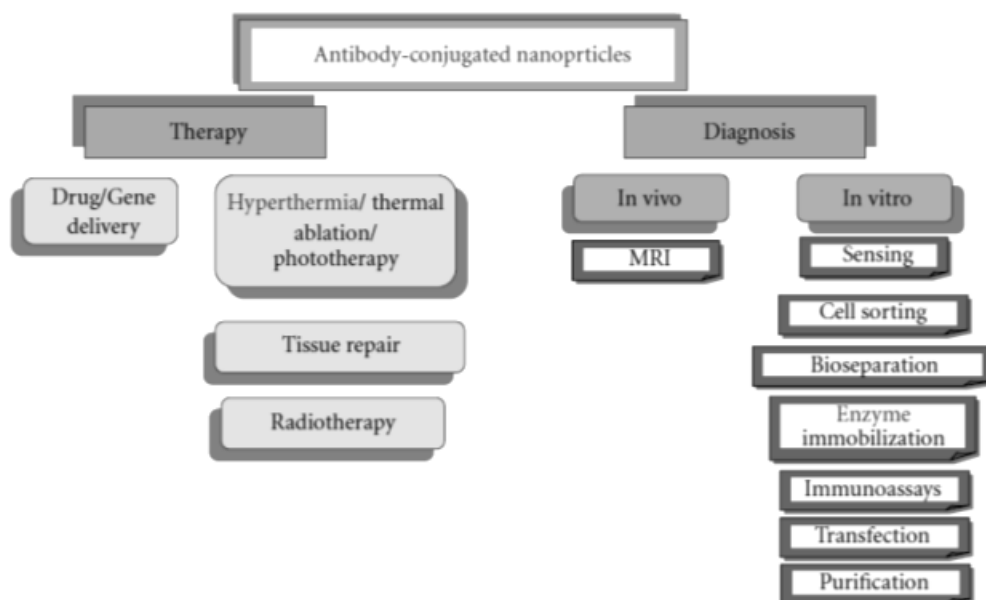 Antibody-conjugated nanoprticles
Therapy
Diagnosis
Drug/Gene
delivery
Hyperthermia/ thermal
ablation/
phototherapy
Tissue repair
Radiotherapy
In vivo
MRI
In vitro
Sensing
Cell sorting
Bioseparation
Enzyme
immobilization
Immunoassays
Transfection
Purification